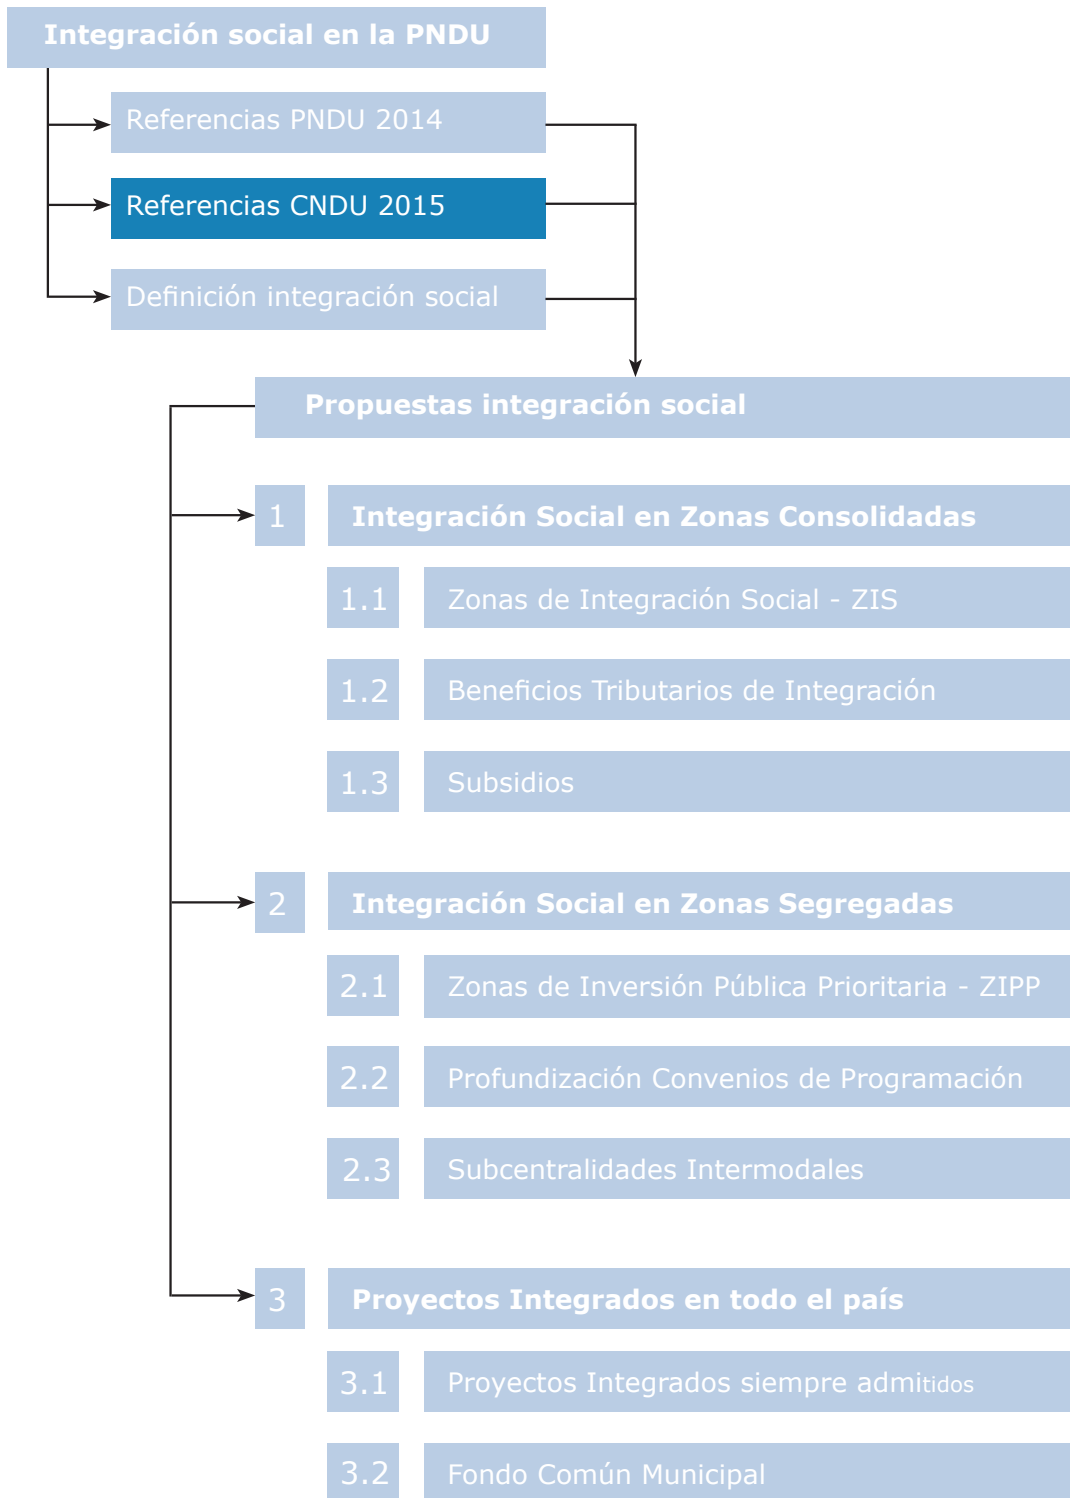 Integración social en la PNDU
Referencias PNDU 2014
Referencias CNDU 2015
Definición integración social
Propuestas integración social
1 Integración Social en Zonas Consolidadas
1.1 Zonas de Integración Social - ZIS
1.2 Beneficios Tributarios de Integración
1.3 Subsidios
2 Integración Social en Zonas Segregadas
2.1 Zonas de Inversión Pública Prioritaria - ZIPP
2.2 Profundización Convenios de Programación
2.3 Subcentralidades Intermodales
3 Proyectos Integrados en todo el país
3.1 Proyectos Integrados siempre admitidos
3.2 Fondo Común Municipal